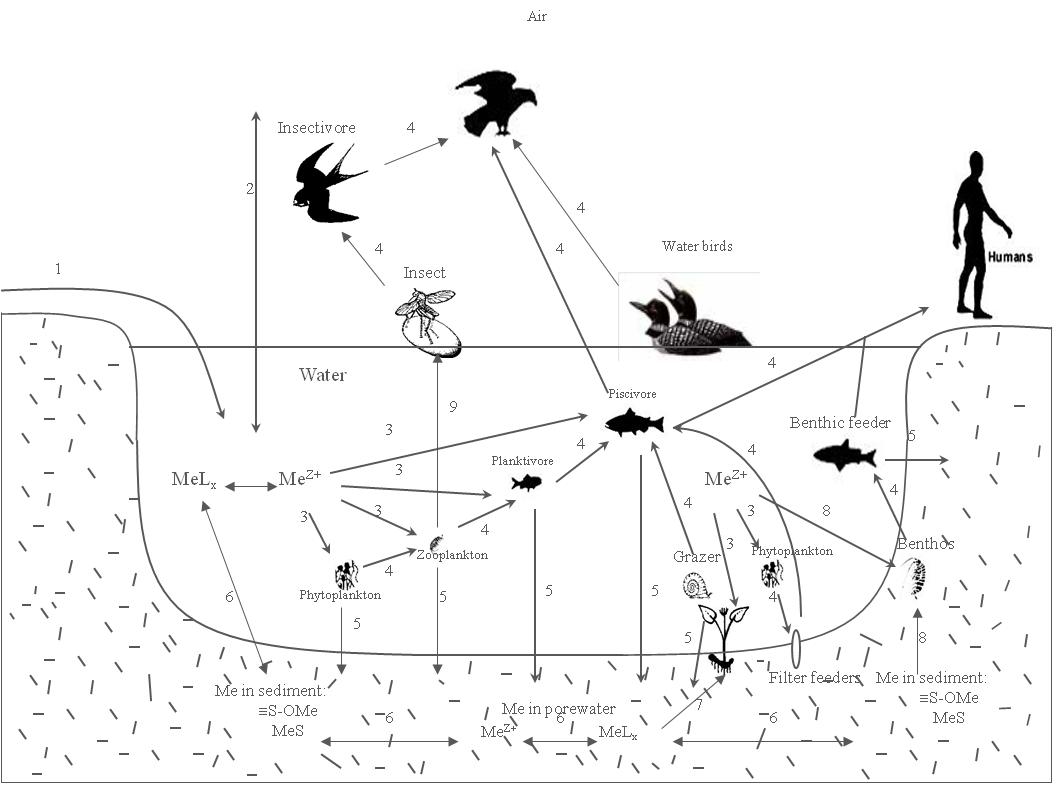 Air
Insectivore
4
2
4
4
4
Water birds
1
Insect
Humans
Water
4
Piscivore
9
3
Benthic feeder
4
4
5
3
Planktivore
MeLx
MeZ+
MeZ+
4
3
3
4
4
3
8
3
Zooplankton
Grazer
Phytoplankton
Benthos
4
Phytoplankton
6
5
5
5
4
5
5
8
Me in sediment:
≡S-OMe
MeS
6
Me in porewater
6
MeZ+
MeLx
7
6
Filter feeders
Me in sediment:
≡S-OMe
MeS